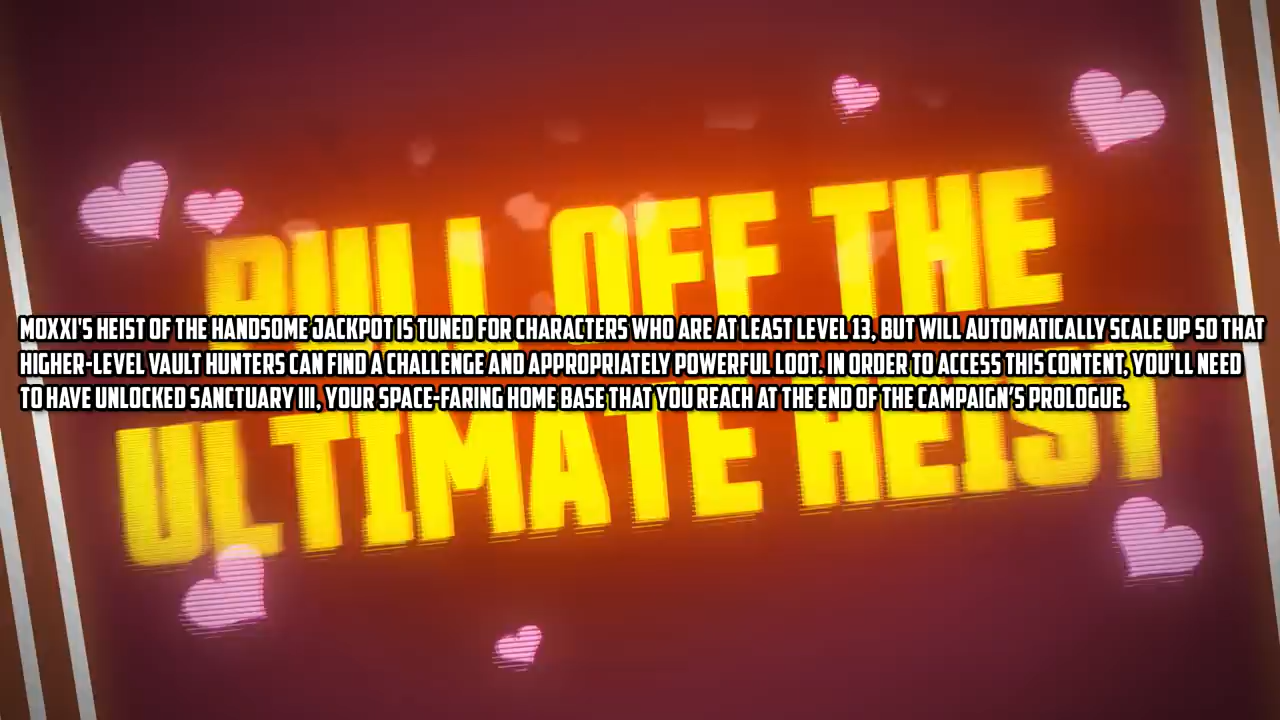 PULL OFF THE
MOXXI'S HEIST OF THE HANDSOME JACKPOT IS TUNED FOR CHARACTERS WHO ARE AT LEAST LEVEL 13, BUT WILL AUTOMATICALLY SCALE UP SO THAT
HIGHER-LEVEL VAULT HUNTERS CAN FIND A CHALLENGE AND APPROPRIATELY POWERFUL LOOT. IN ORDER TO ACCESS THIS CONTENT, YOU'LL NEED
TO HAVE UNLOCKED SANCTUARY III, YOUR SPACE-FARING HOME BASE THAT YOU REACH AT THE END OF THE CAMPAIGN'S PROLOGUE.
ULTIMATE HEIST